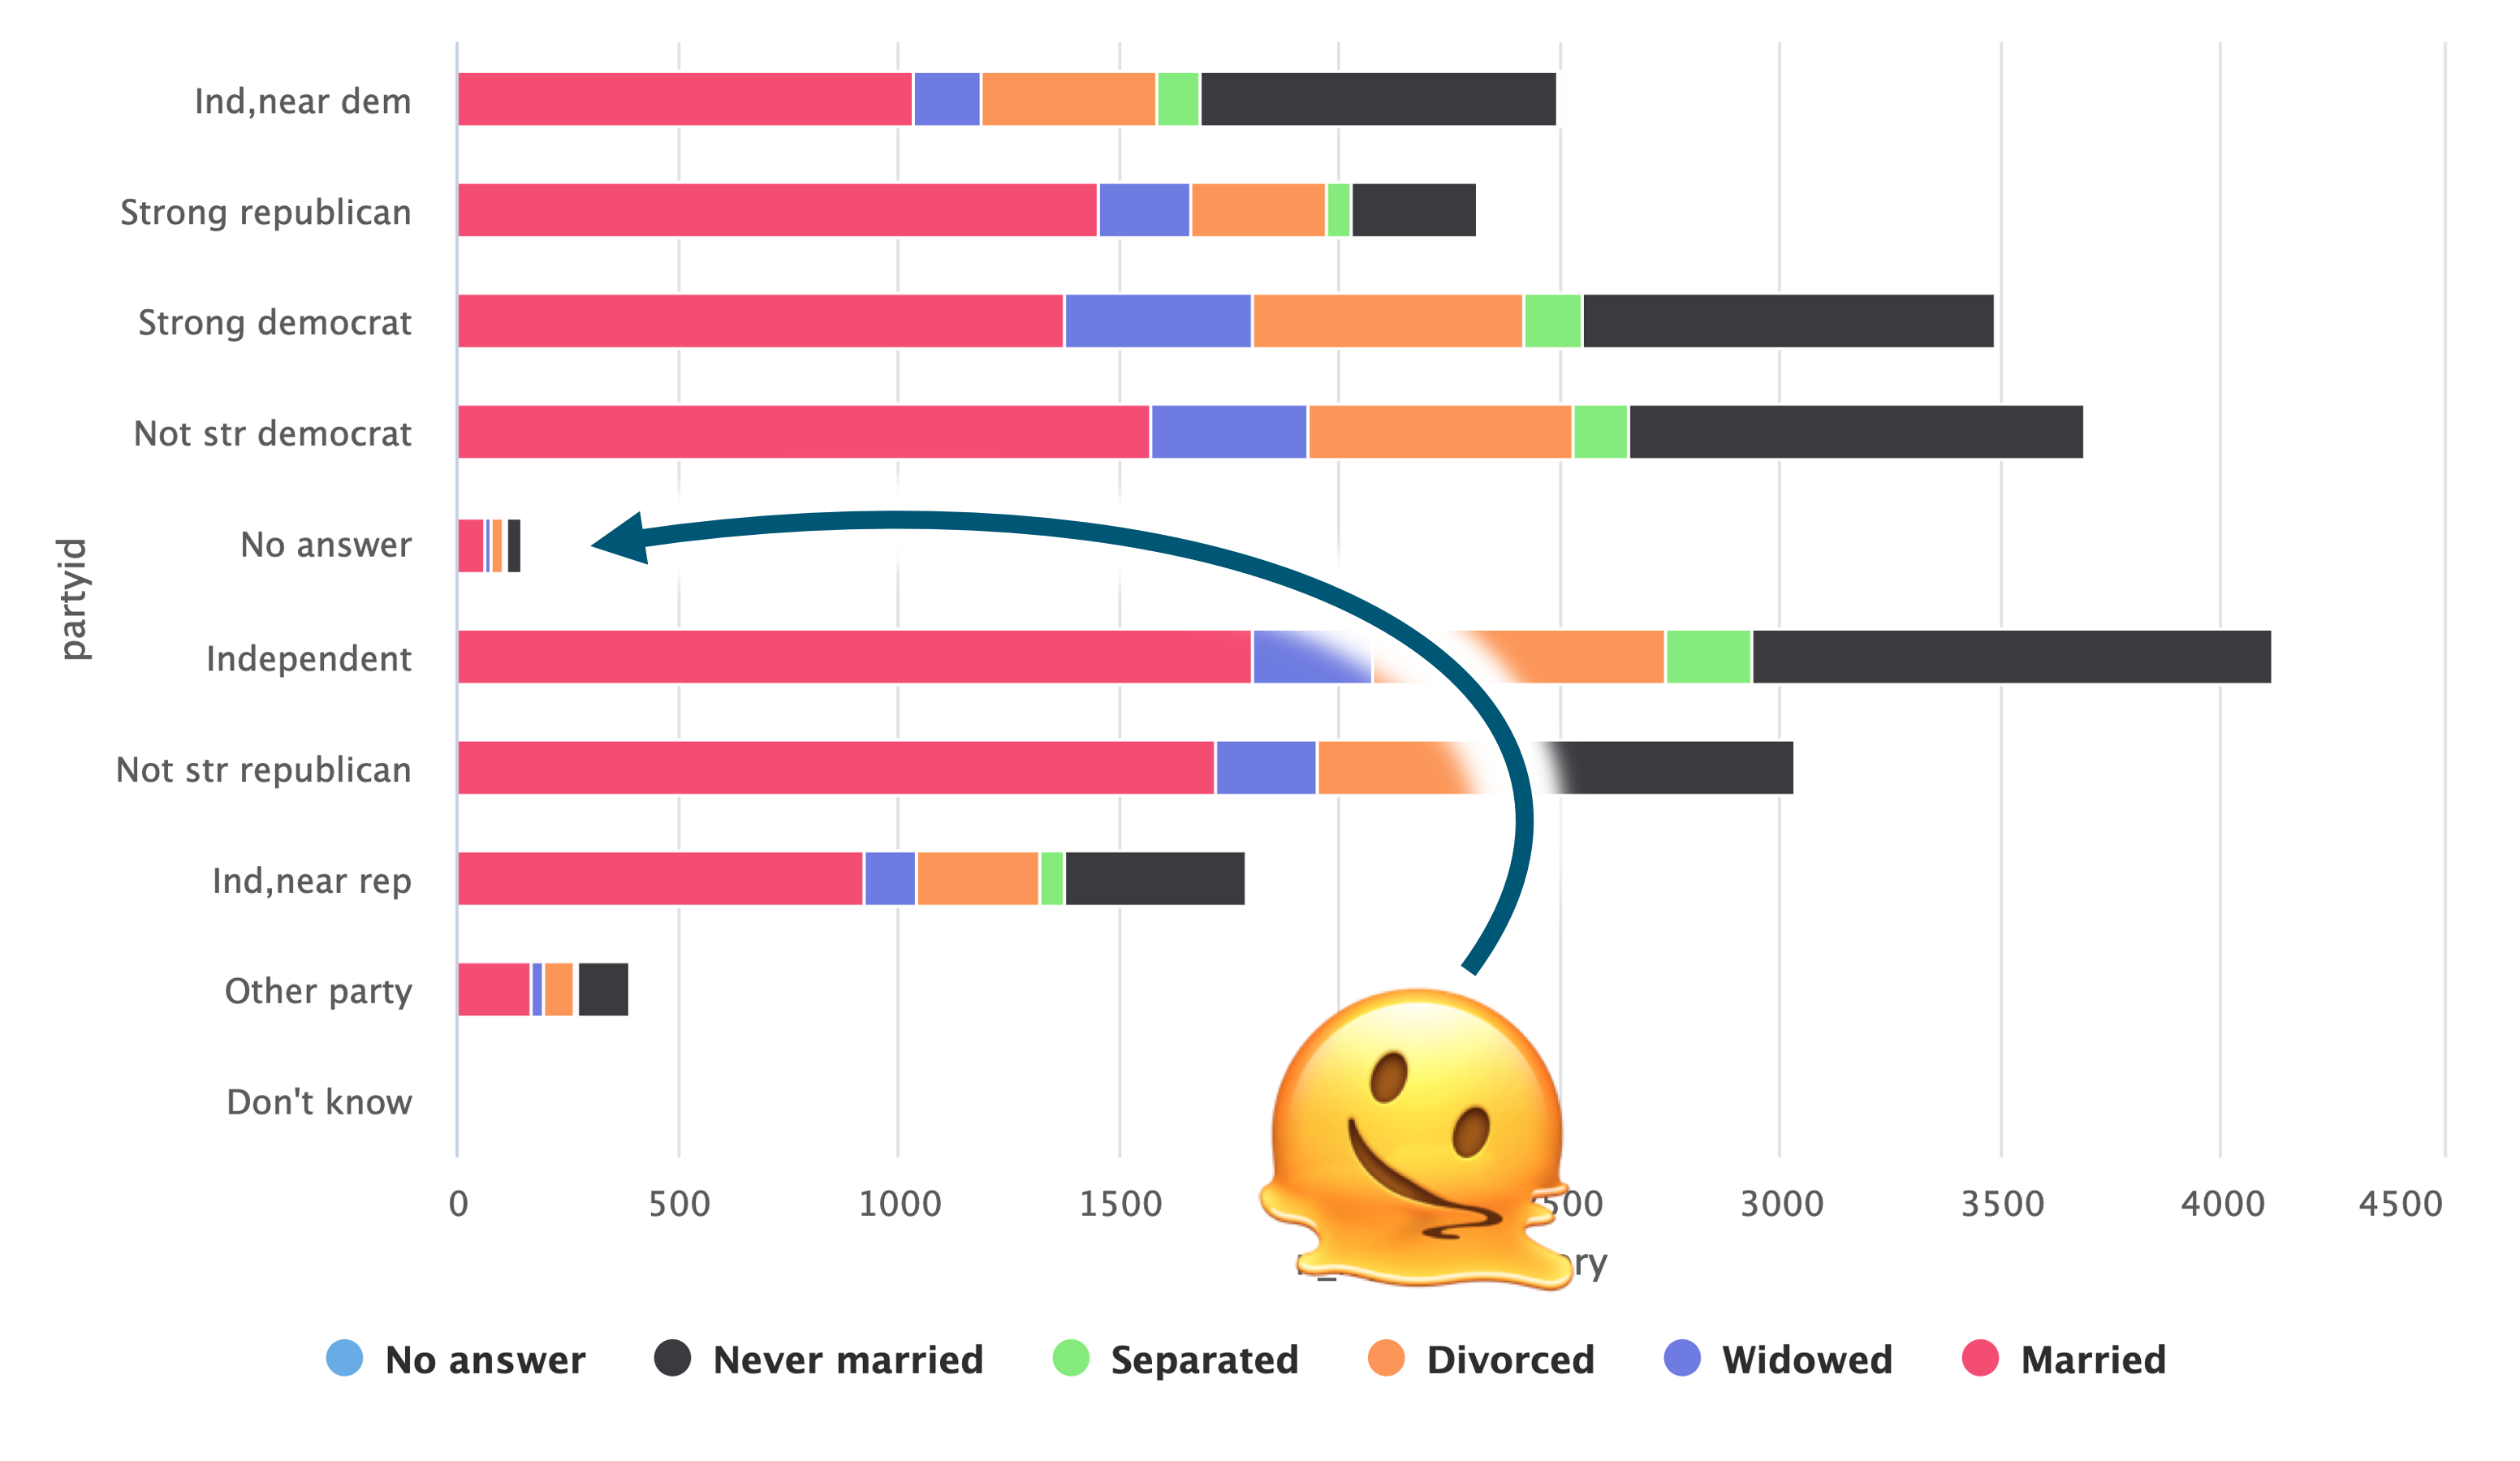 Ind,near dem
Strong republican
Strong democrat
Not str democrat
No answer
Independent
Not str republican
Ind,near rep
Other party
Don't know
partyid
0 500 1000 1500 3000 3500 4000 4500
No answer Never married Separated Divorced Widowed Married